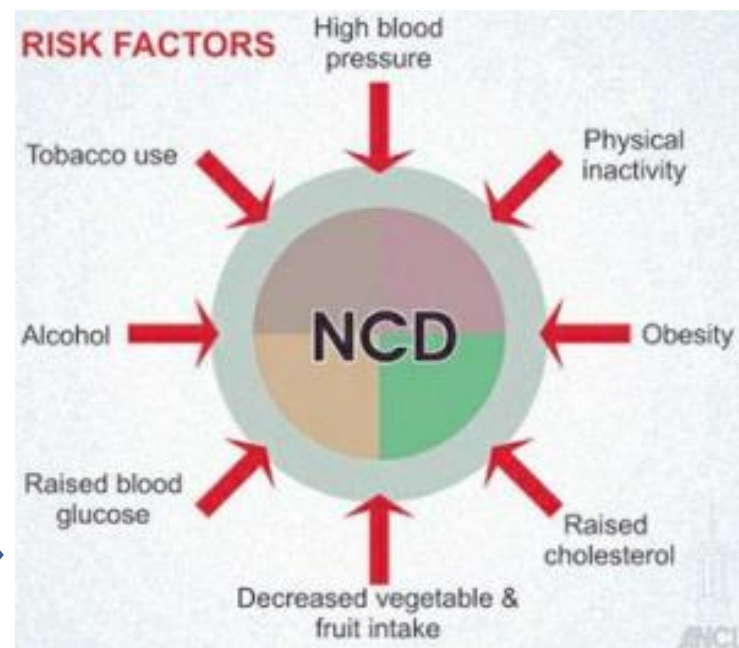 RISK FACTORS
High blood
pressure
Tobacco use
Physical
inactivity
NCD
Alcohol
Obesity
Raised blood
glucose
Raised
cholesterol
Decreased vegetable &
fruit intake